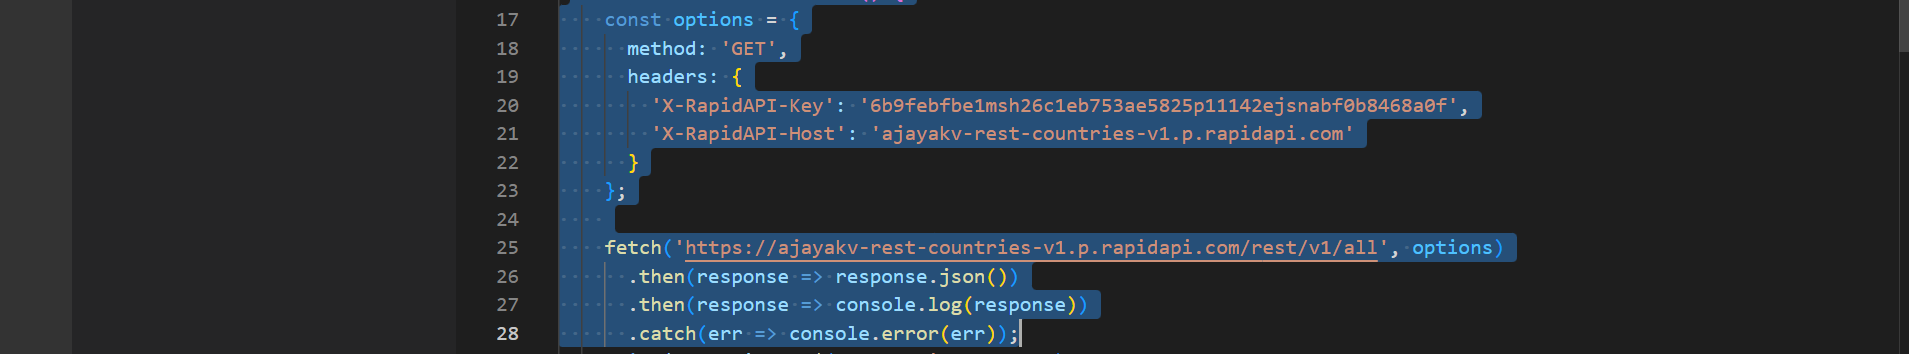 17 const options = {
18 method: 'GET',
19 headers: {
20 'X-RapidAPI-Key': '6b9febfbe1msh26c1eb753ae5825p11142ejsnabf0b8468a0f',
21 'X-RapidAPI-Host': 'ajayakv-rest-countries-v1.p.rapidapi.com'
22 }
23 };
24
25 fetch('https://ajayakv-rest-countries-v1.p.rapidapi.com/rest/v1/all', options)
26 .then(response => response.json())
27 .then(response => console.log(response))
28 .catch(err => console.error(err));